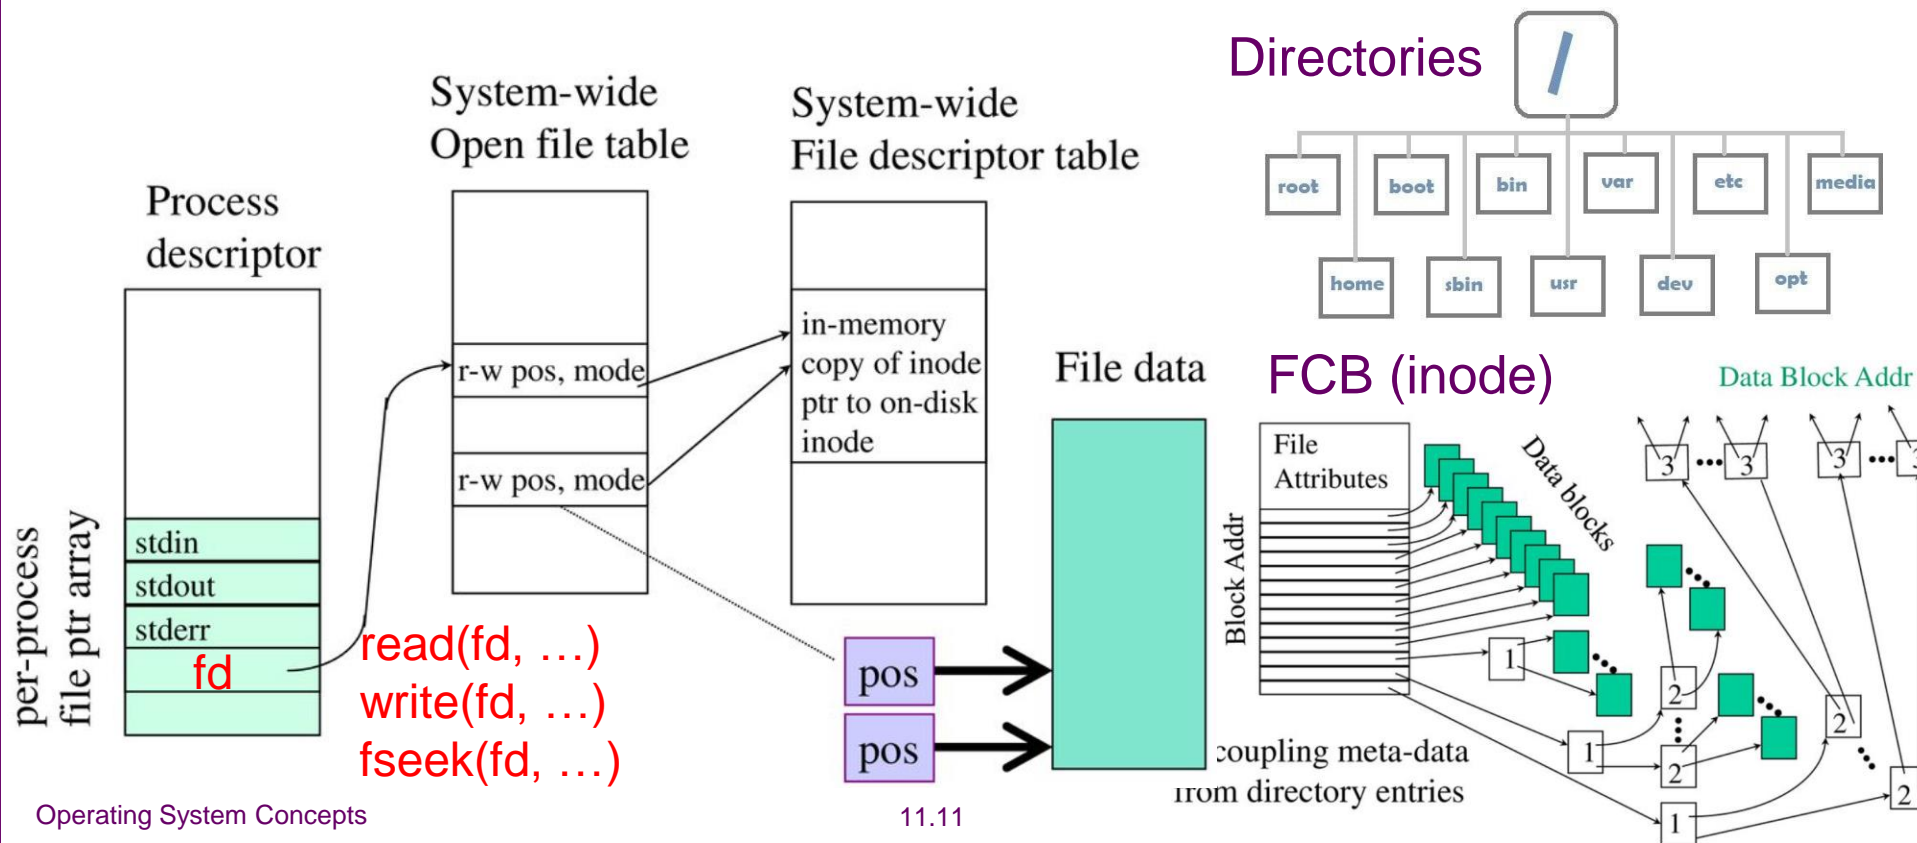 Directories
/
root
boot
bin
var
etc
media
home
sbin
usr
dev
opt
System-wide
Open file table
System-wide
File descriptor table
Process
descriptor
r-w pos, mode
r-w pos, mode
in-memory
copy of inode
ptr to on-disk
inode
per-process
file ptr array
stdin
stdout
stderr
fd
read(fd, …)
write(fd, …)
fseek(fd, …)
pos
pos
File data
FCB (inode)
Data Block Addr
File
Attributes
Block Addr
Data blocks
1
1
1
2
2
2
2
3
•••
3
3
•••
coupling meta-data
from directory entries
Operating System Concepts
11.11